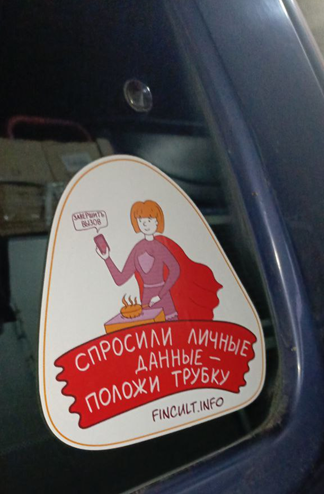 ЗАВЕРШИТЬ
ВЫЗОВ
СПРОСИЛИ ЛИЧНЫЕ
ДАННЫЕ –
ПОЛОЖИ ТРУБКУ
FINCULT.INFO